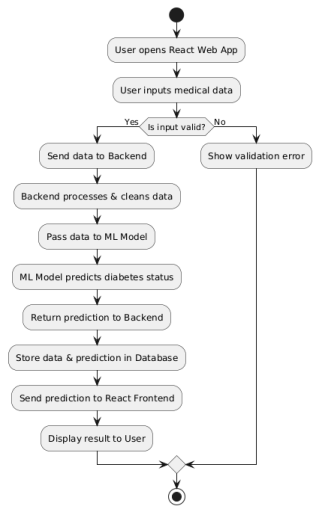 User opens React Web App
User inputs medical data
Yes
Is input valid?
No
Send data to Backend
Show validation error
Backend processes & cleans data
Pass data to ML Model
ML Model predicts diabetes status
Return prediction to Backend
Store data & prediction in Database
Send prediction to React Frontend
Display result to User